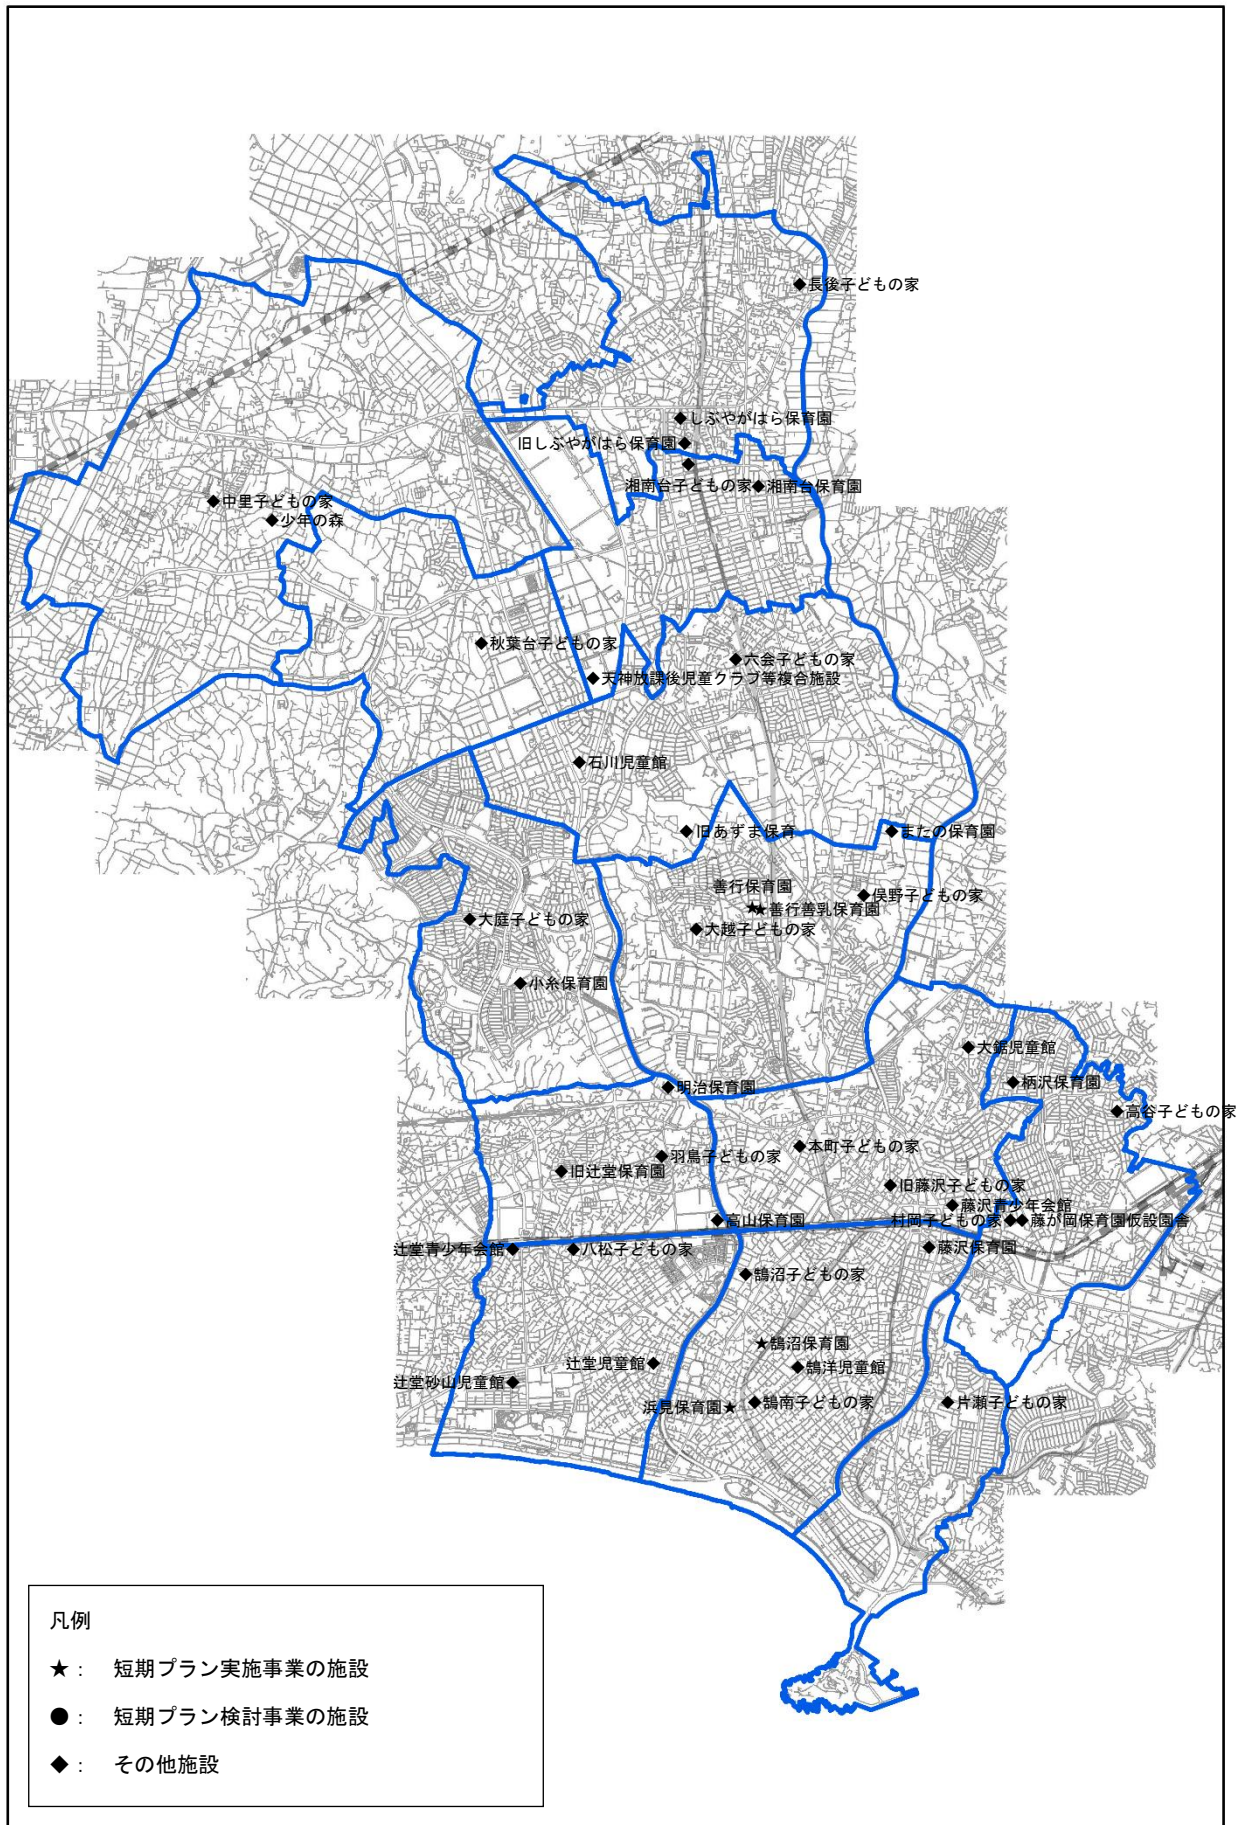 ◆長後子どもの家
◆しぶやがはら保育園
旧しぶやがはら保育園◆
◆
湘南台子どもの家
◆湘南台保育園
◆中里子どもの家
◆少年の森
◆秋葉台子どもの家
◆六会子どもの家
◆天神放課後児童クラブ等複合施設
◆石川児童館
◆旧あずま保育
◆またの保育園
善行保育園
★★善行善乳保育園
◆俣野子どもの家
◆大庭子どもの家
◆大越子どもの家
◆小糸保育園
◆大鋸児童館
◆明治保育園
◆柄沢保育園
◆高谷子どもの家
◆本町子どもの家
◆羽鳥子どもの家
◆旧辻堂保育園
◆旧藤沢子どもの家
◆藤沢青少年会館
◆高山保育園
村岡子どもの家◆◆藤が岡保育園仮設園舎
辻堂青少年会館◆
◆八松子どもの家
◆藤沢保育園
◆鵠沼子どもの家
★鵠沼保育園
辻堂児童館◆
◆鵠洋児童館
辻堂砂山児童館◆
浜見保育園★
◆鵠南子どもの家
◆片瀬子どもの家
凡例
★： 短期プラン実施事業の施設
●： 短期プラン検討事業の施設
◆： その他施設